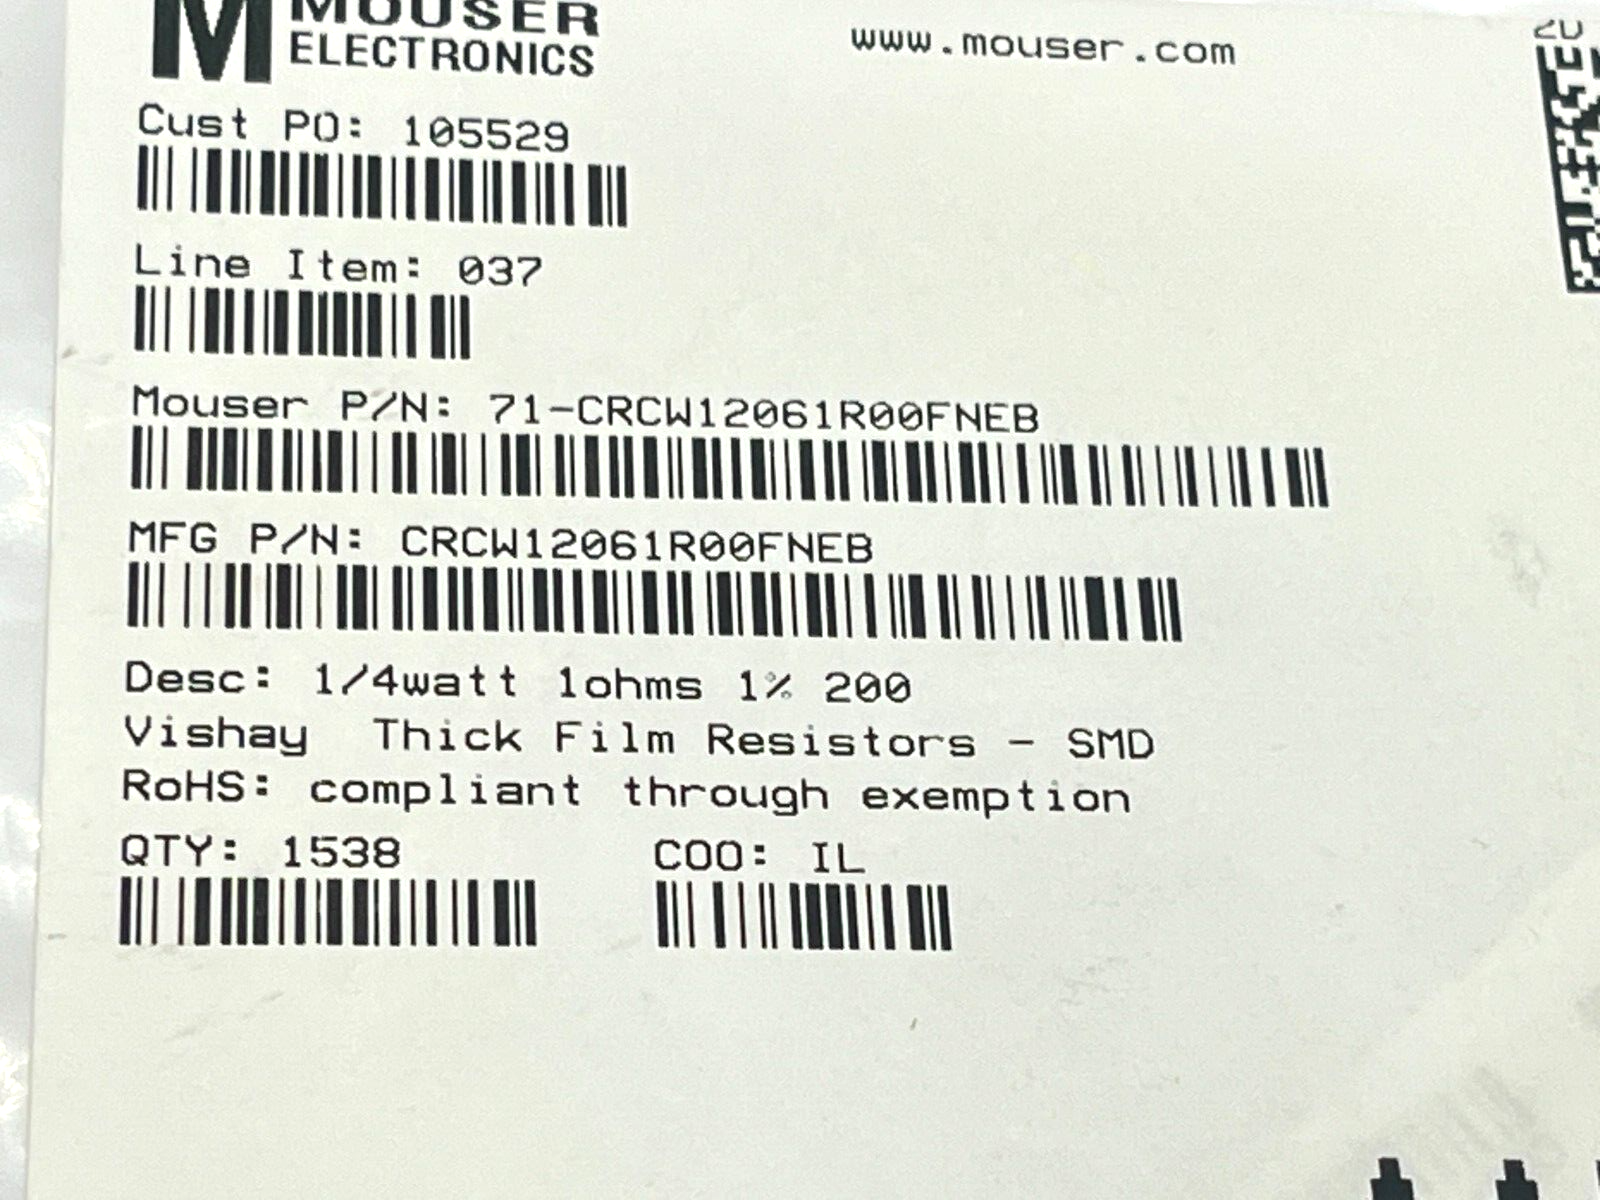 MOUSER
ELECTRONICS
www.mouser.com
2D
Cust PO: 105529
Line Item: 037
Mouser P/N: 71-CRCW12061R00FNEB
MFG P/N: CRCW12061R00FNEB
Desc: 1/4watt 1ohms 1% 200
Vishay Thick Film Resistors - SMD
RoHS: compliant through exemption
QTY: 1538 COO: IL